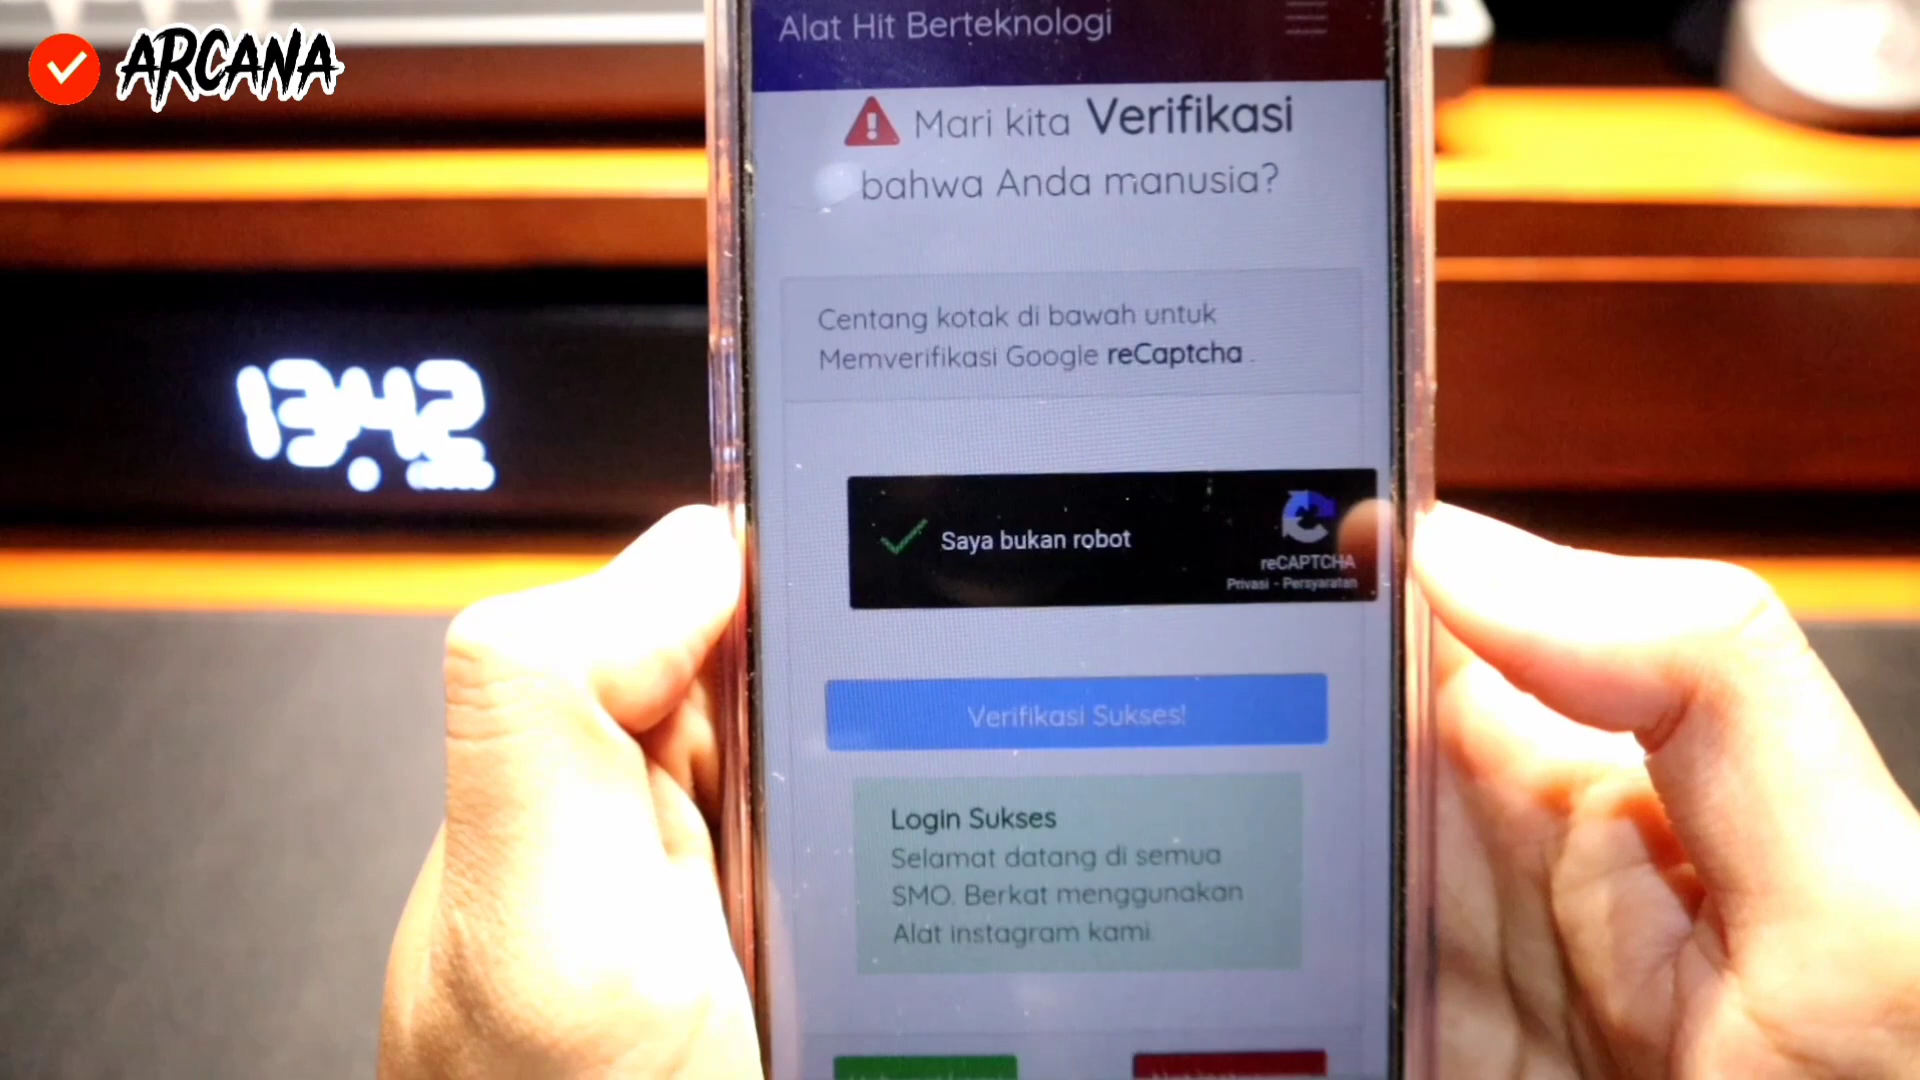 ARCANA
Alat Hit Berteknologi
Mari kita Verifikasi
bahwa Anda manusia?
Centang kotak di bawah untuk
Memverifikasi Google reCaptcha .
13.42
Saya bukan robot
reCAPTCHA
Privasi - Persyaratan
Verifikasi Sukses!
Login Sukses
Selamat datang di semua
SMO. Berkat menggunakan
Alat instagram kami